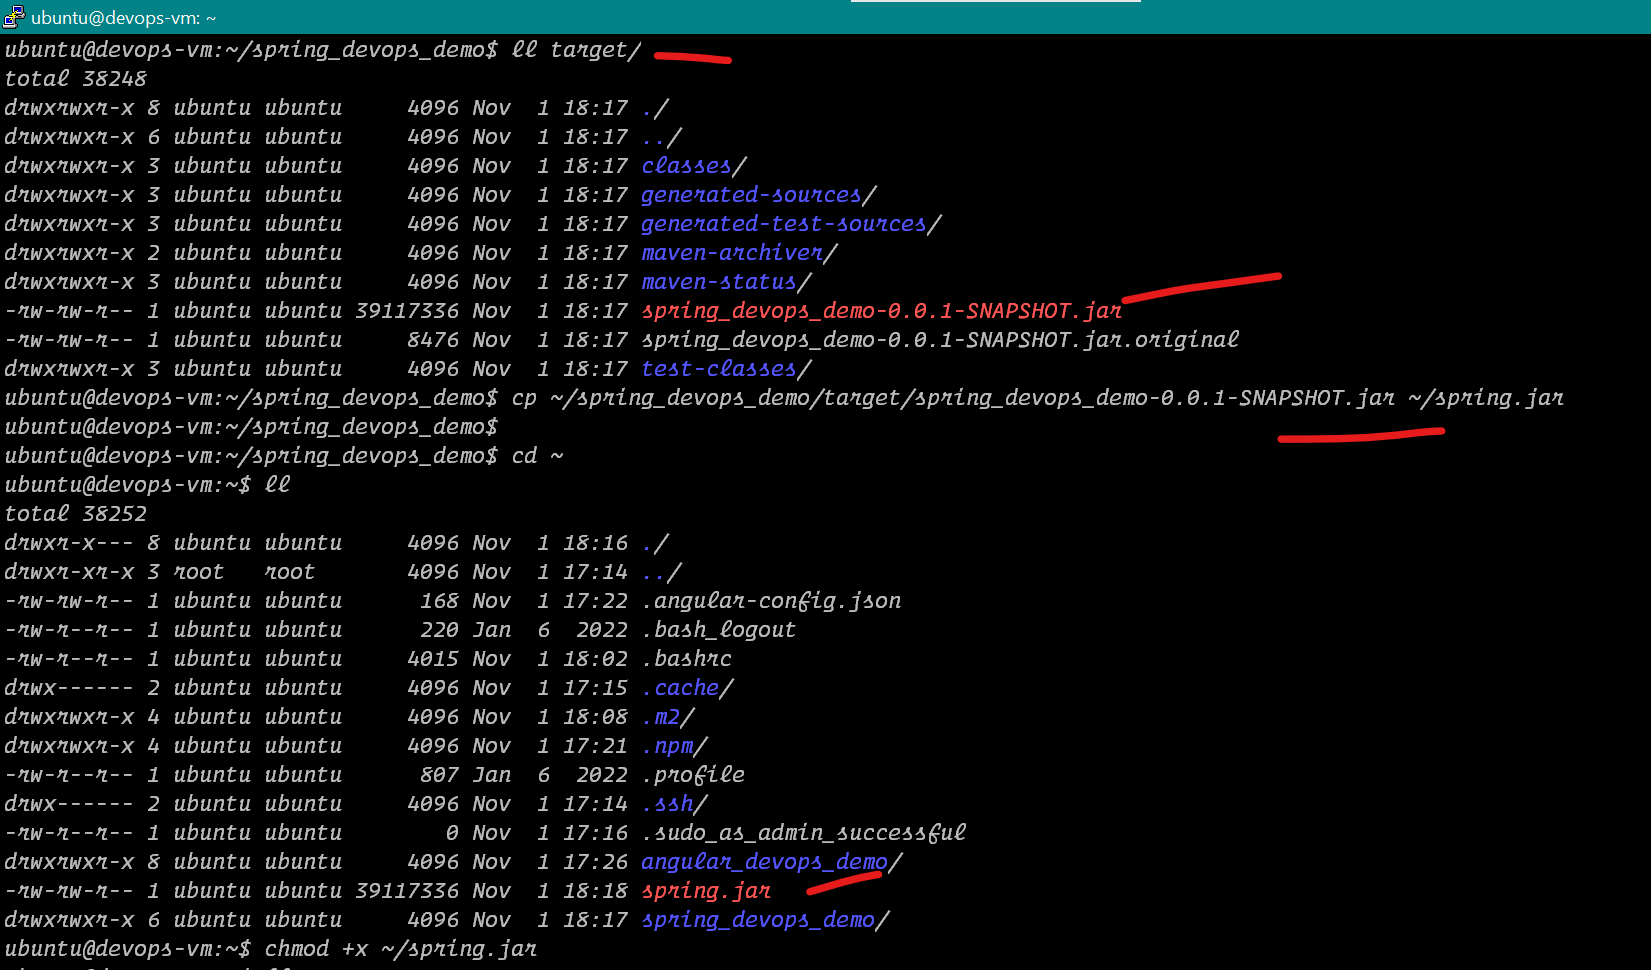 ubuntu@devops-vm: ~
ubuntu@devops-vm:~/spring_devops_demo$ ll target/
total 38248
drwxrwxr-x 8 ubuntu ubuntu     4096 Nov  1 18:17 ./
drwxrwxr-x 6 ubuntu ubuntu     4096 Nov  1 18:17 ../
drwxrwxr-x 3 ubuntu ubuntu     4096 Nov  1 18:17 classes/
drwxrwxr-x 3 ubuntu ubuntu     4096 Nov  1 18:17 generated-sources/
drwxrwxr-x 3 ubuntu ubuntu     4096 Nov  1 18:17 generated-test-sources/
drwxrwxr-x 2 ubuntu ubuntu     4096 Nov  1 18:17 maven-archiver/
drwxrwxr-x 3 ubuntu ubuntu     4096 Nov  1 18:17 maven-status/
-rw-rw-r-- 1 ubuntu ubuntu 39117336 Nov  1 18:17 spring_devops_demo-0.0.1-SNAPSHOT.jar
-rw-rw-r-- 1 ubuntu ubuntu     8476 Nov  1 18:17 spring_devops_demo-0.0.1-SNAPSHOT.jar.original
drwxrwxr-x 3 ubuntu ubuntu     4096 Nov  1 18:17 test-classes/
ubuntu@devops-vm:~/spring_devops_demo$ cp ~/spring_devops_demo/target/spring_devops_demo-0.0.1-SNAPSHOT.jar ~/spring.jar
ubuntu@devops-vm:~/spring_devops_demo$
ubuntu@devops-vm:~/spring_devops_demo$ cd ~
ubuntu@devops-vm:~$ ll
total 38252
drwxr-x--- 8 ubuntu ubuntu     4096 Nov  1 18:16 ./
drwxr-xr-x 3 root   root       4096 Nov  1 17:14 ../
-rw-rw-r-- 1 ubuntu ubuntu      168 Nov  1 17:22 .angular-config.json
-rw-r--r-- 1 ubuntu ubuntu      220 Jan  6  2022 .bash_logout
-rw-r--r-- 1 ubuntu ubuntu     4015 Nov  1 18:02 .bashrc
drwx------ 2 ubuntu ubuntu     4096 Nov  1 17:15 .cache/
drwxrwxr-x 4 ubuntu ubuntu     4096 Nov  1 18:08 .m2/
drwxrwxr-x 4 ubuntu ubuntu     4096 Nov  1 17:21 .npm/
-rw-r--r-- 1 ubuntu ubuntu      807 Jan  6  2022 .profile
drwx------ 2 ubuntu ubuntu     4096 Nov  1 17:14 .ssh/
-rw-r--r-- 1 ubuntu ubuntu        0 Nov  1 17:16 .sudo_as_admin_successful
drwxrwxr-x 8 ubuntu ubuntu     4096 Nov  1 17:26 angular_devops_demo/
-rw-rw-r-- 1 ubuntu ubuntu 39117336 Nov  1 18:18 spring.jar
drwxrwxr-x 6 ubuntu ubuntu     4096 Nov  1 18:17 spring_devops_demo/
ubuntu@devops-vm:~$ chmod +x ~/spring.jar